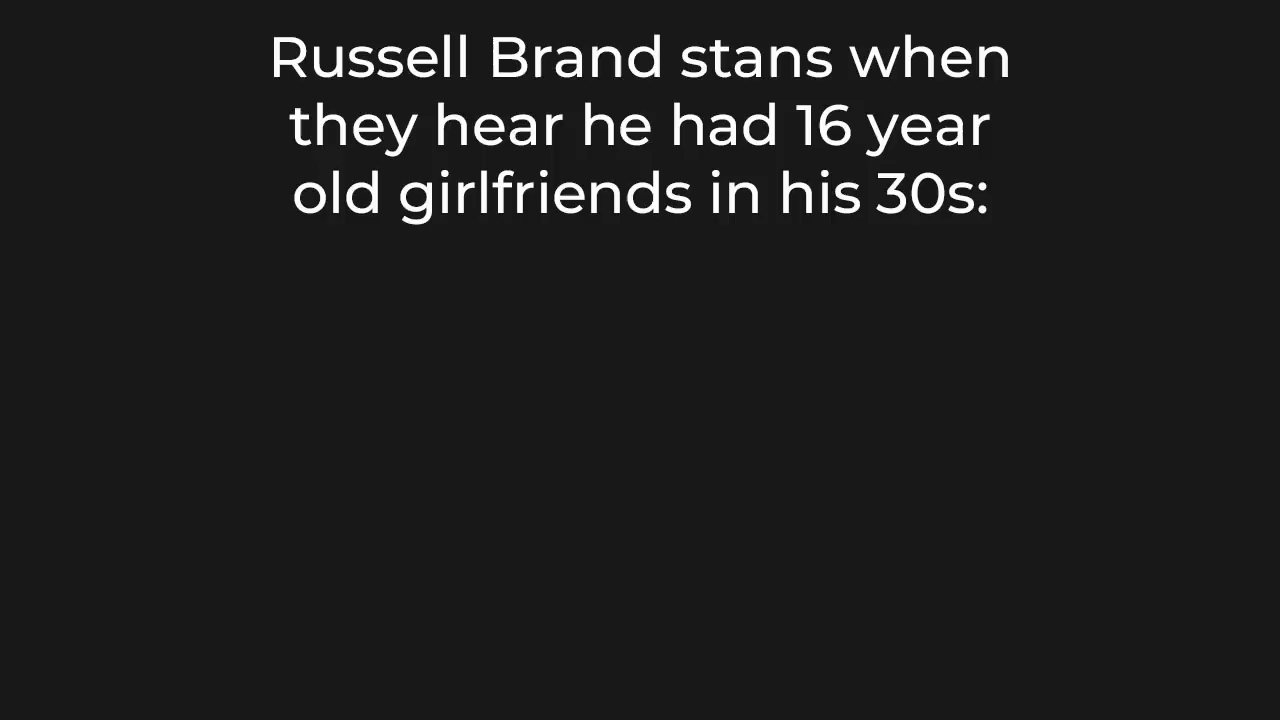 Russell Brand stans when
they hear he had 16 year
old girlfriends in his 30s: